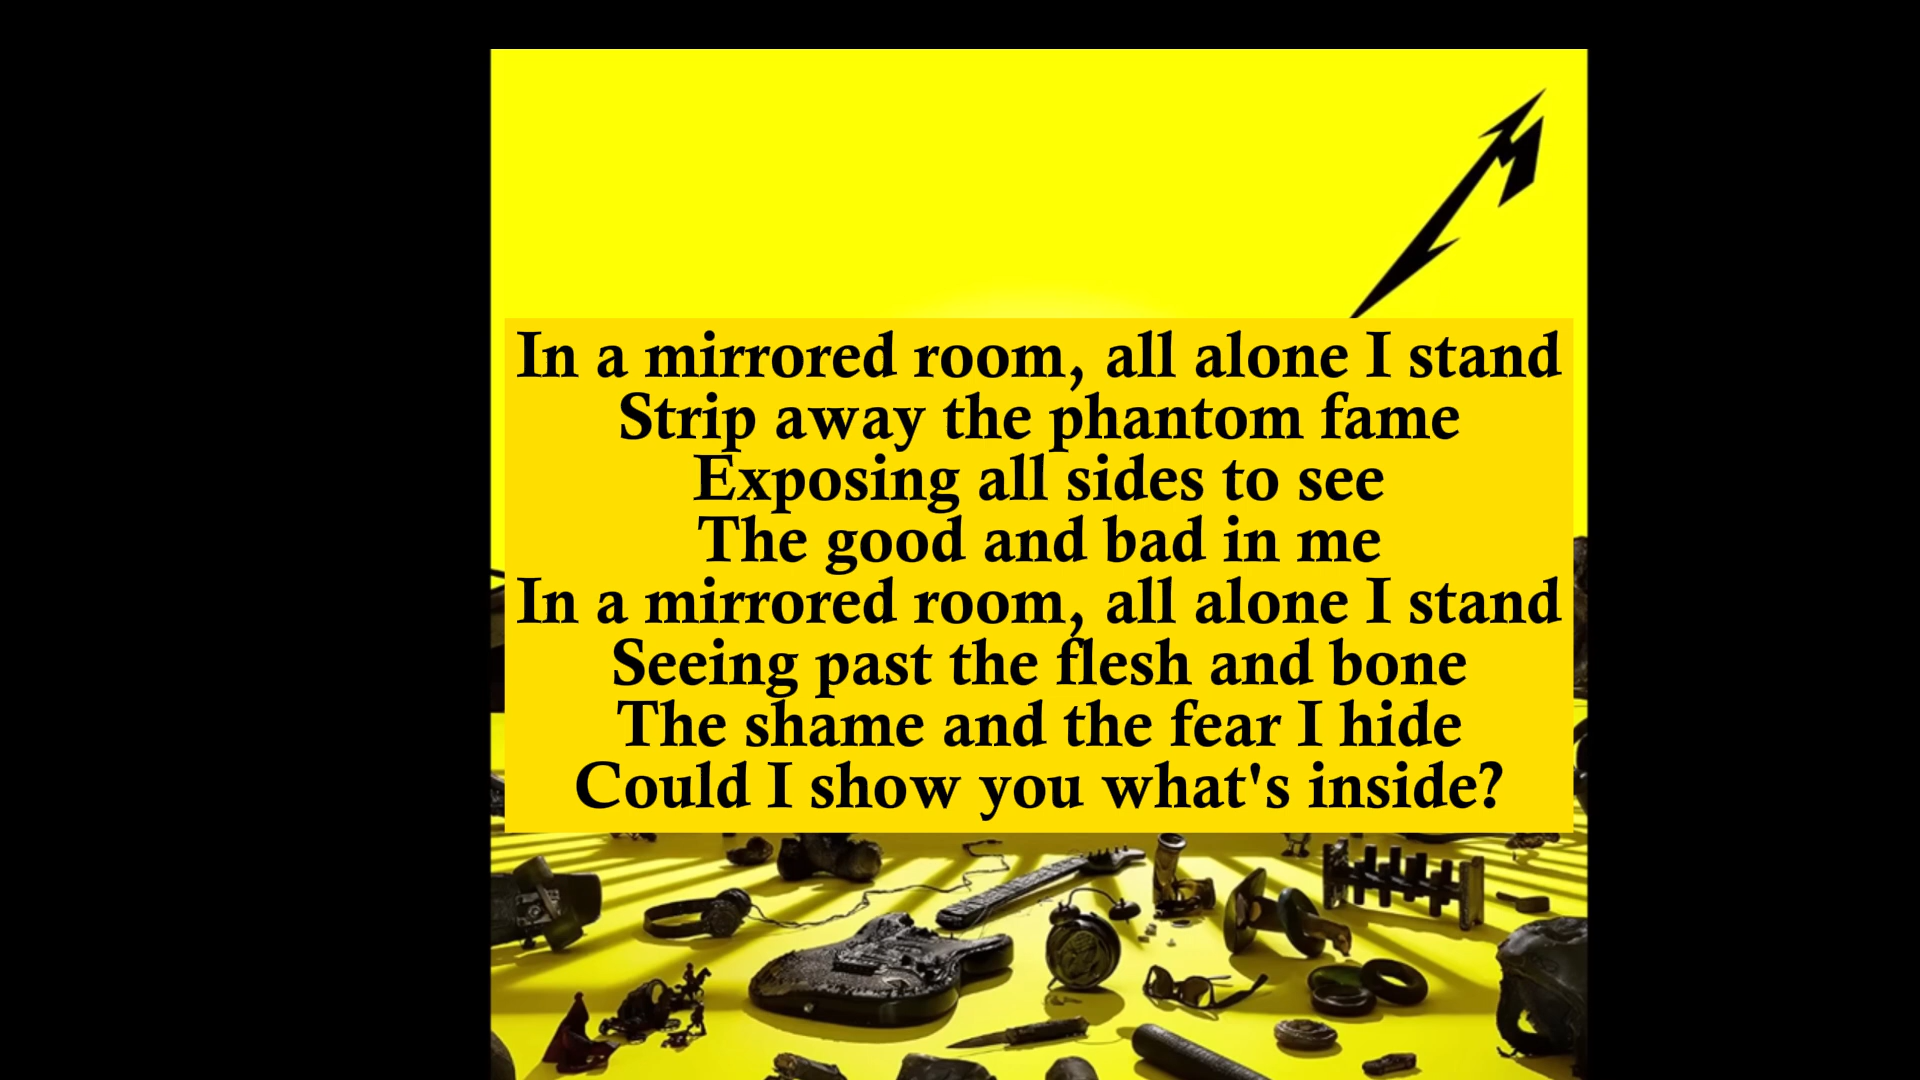 In a mirrored room, all alone I stand
Strip away the phantom fame
Exposing all sides to see
The good and bad in me
In a mirrored room, all alone I stand
Seeing past the flesh and bone
The shame and the fear I hide
Could I show you what's inside?